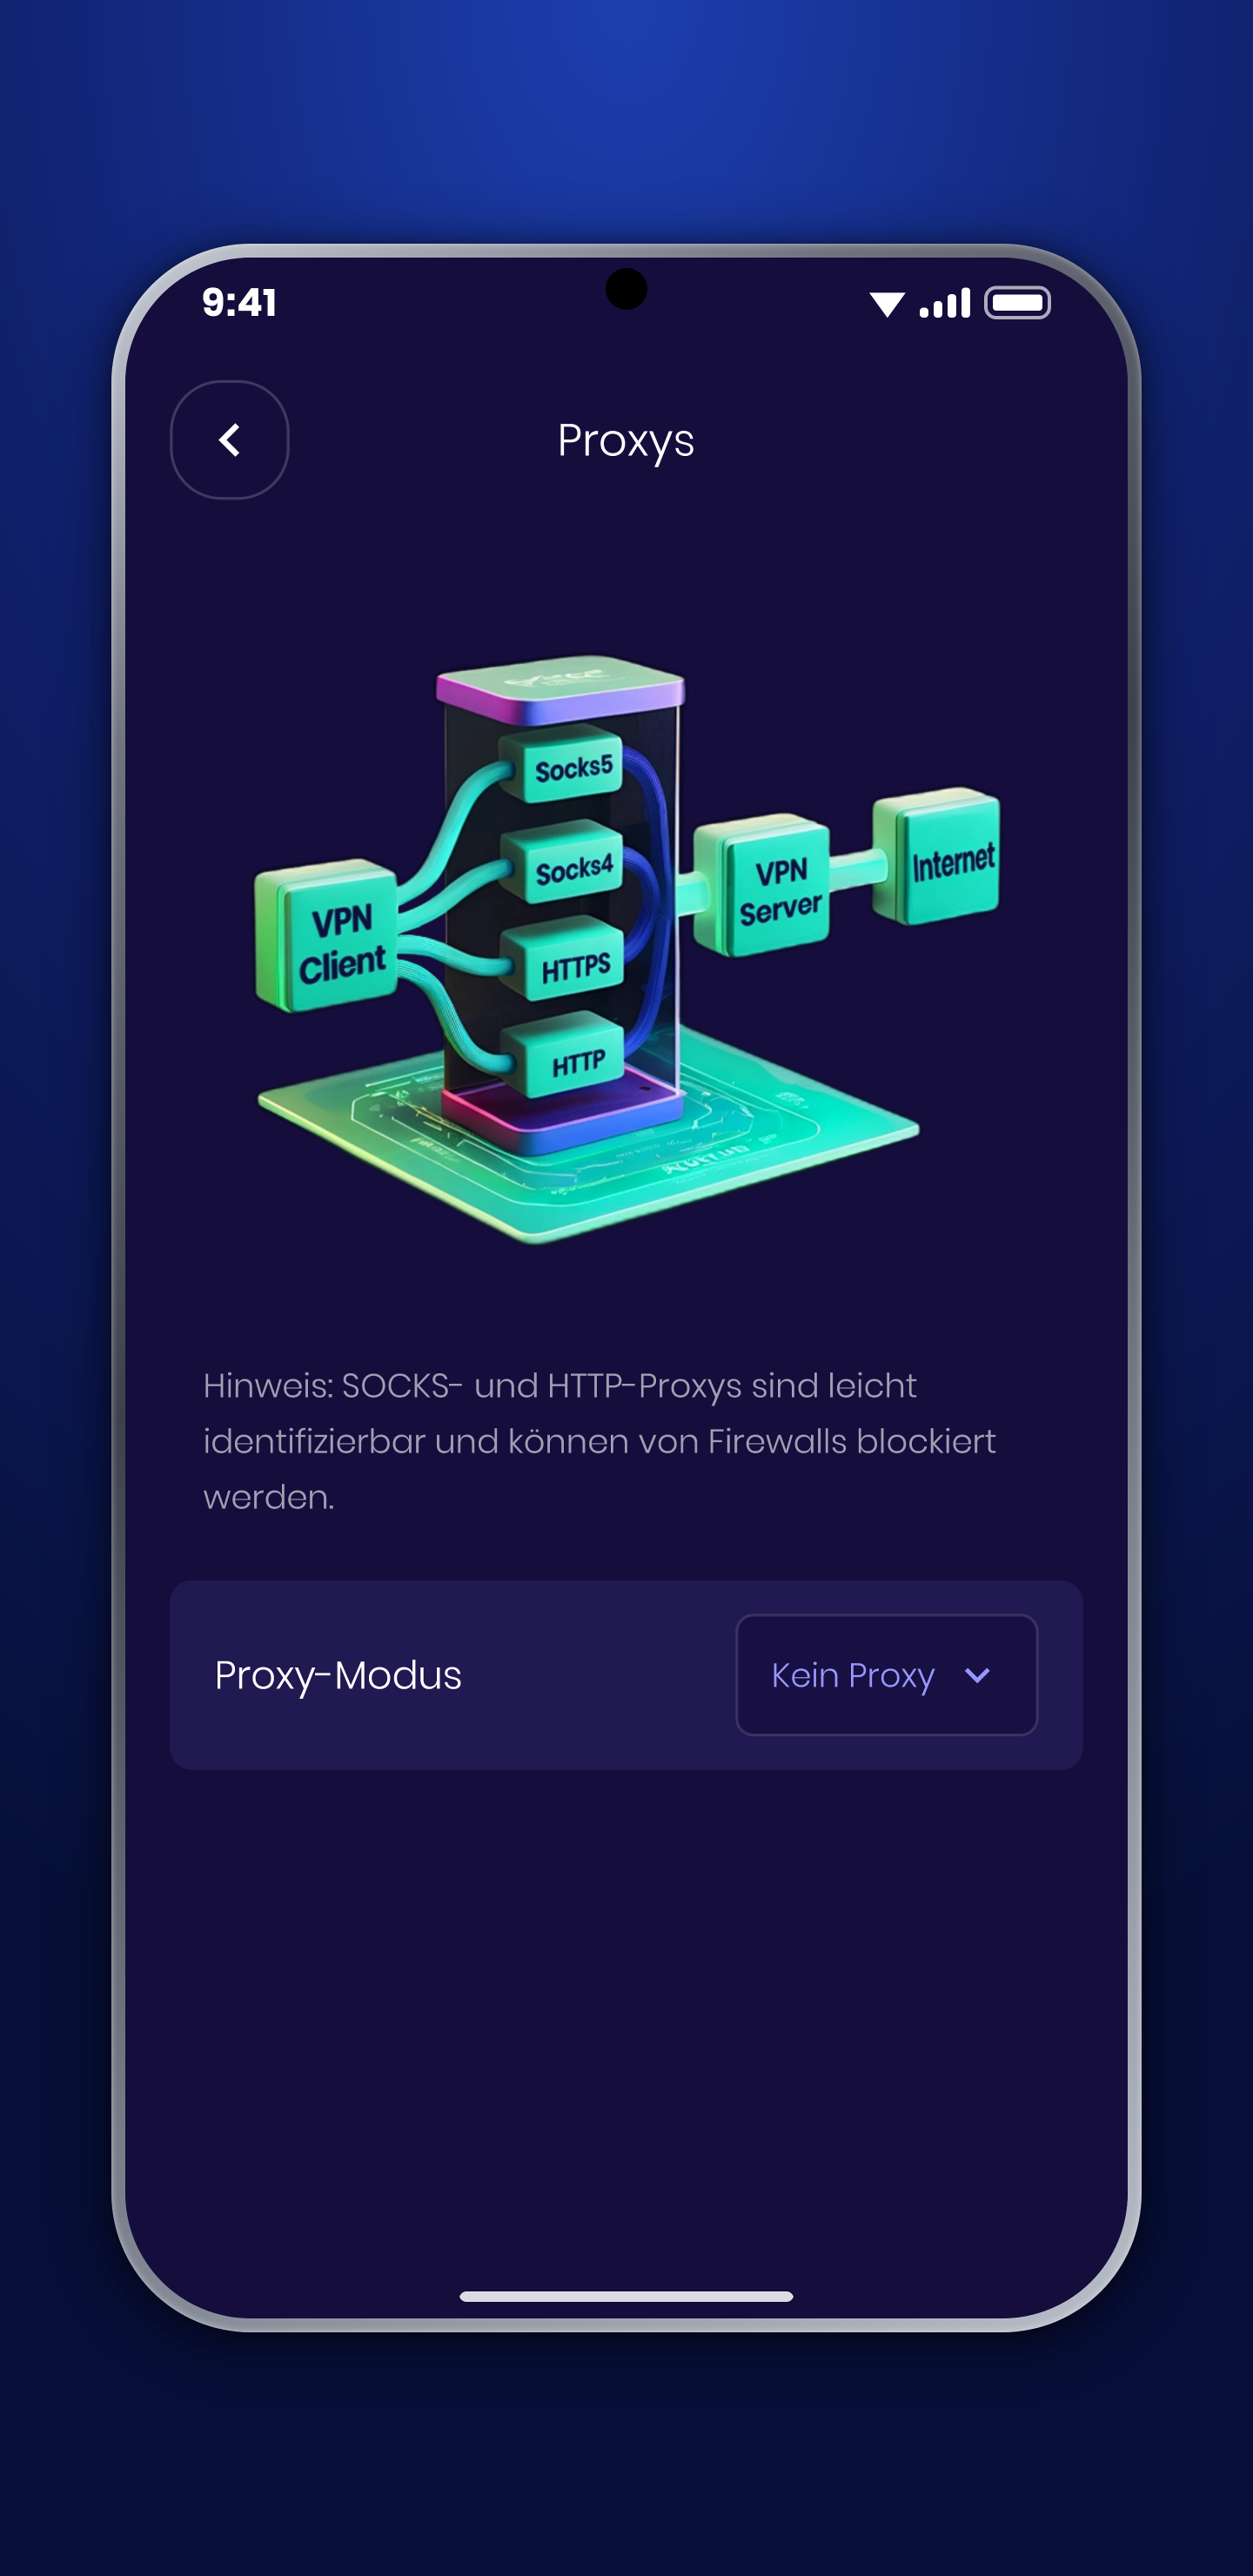 9:41
Proxys
Socks5
Socks4
HTTPS
HTTP
VPN
Client
VPN
Server
Internet
Hinweis: SOCKS- und HTTP-Proxys sind leicht
identifizierbar und können von Firewalls blockiert
werden.
Proxy-Modus
Kein Proxy